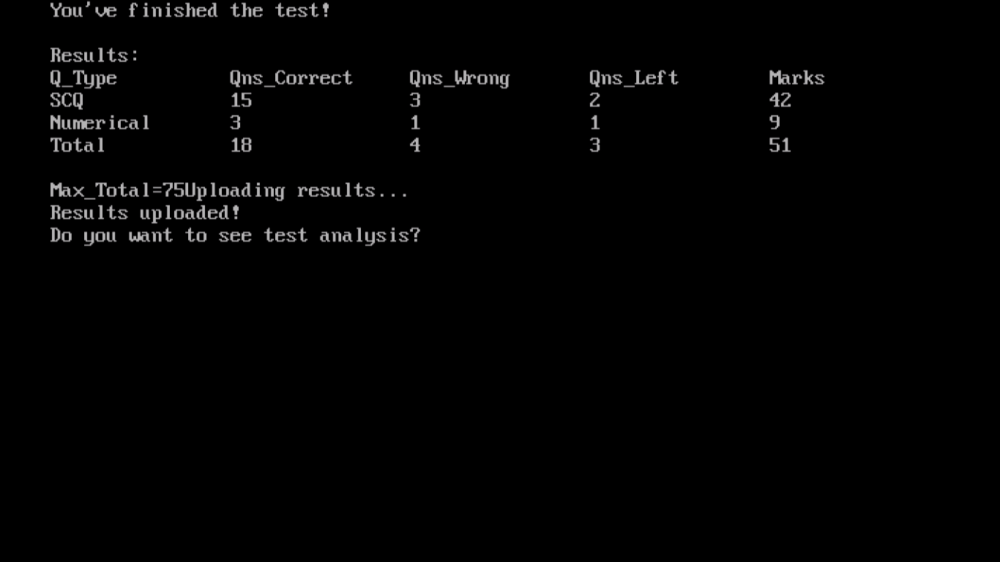 You've finished the test!
Results:
Q_Type Qns_Correct Qns_Wrong Qns_Left Marks
SCQ 15 3 2 42
Numerical 3 1 1 9
Total 18 4 3 51
Max_Total=75Uploading results...
Results uploaded!
Do you want to see test analysis?